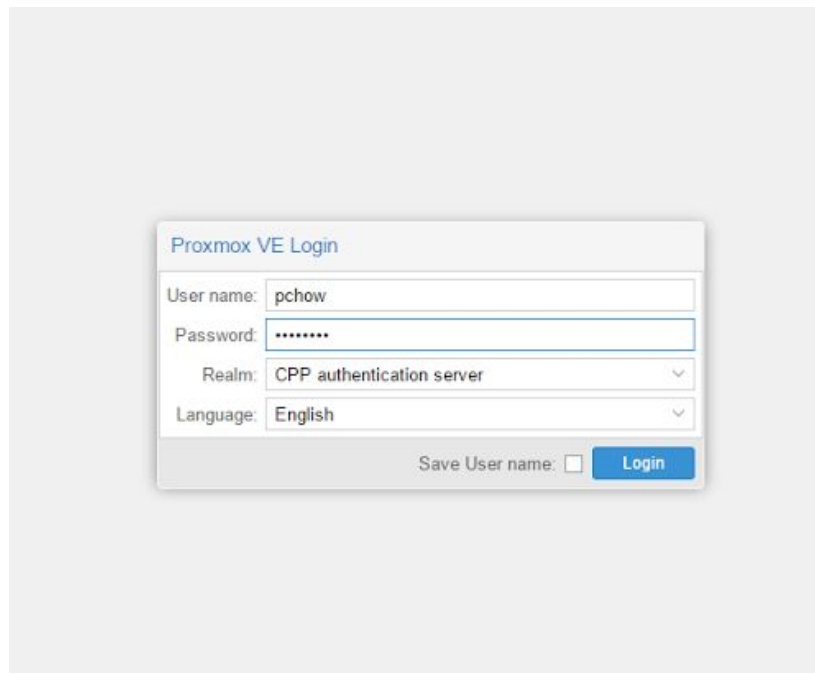 Proxmox VE Login
User name: pchow
Password: ••••••••
Realm: CPP authentication server
Language: English
Save User name: Login